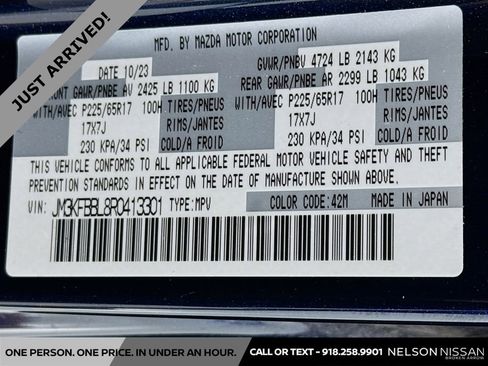 JUST ARRIVED!
MFD. BY MAZDA MOTOR CORPORATION
DATE 10/23
GVWR/PNBV 4724 LB 2143 KG
GAWR/PNBE AV 2425 LB 1100 KG
REAR GAWR/PNBE AR 2299 LB 1043 KG
WITH/AVEC P225/65R17 100H TIRES/PNEUS
WITH/AVEC P225/65R17 100H TIRES/PNEUS
17X7J RIMS/JANTES
17X7J RIMS/JANTES
230 KPA/34 PSI COLD/A FROID
230 KPA/34 PSI COLD/A FROID
THIS VEHICLE CONFORMS TO ALL APPLICABLE FEDERAL MOTOR VEHICLE SAFETY AND THEFT
PREVENTION STANDARDS IN EFFECT ON THE DATE OF MANUFACTURE SHOWN ABOVE.
VIN: JM3KFBBL8R0413301 TYPE:MPV
COLOR CODE:42M MADE IN JAPAN
ONE PERSON. ONE PRICE. IN UNDER AN HOUR. CALL OR TEXT - 918.258.9901 NELSON NISSAN
BROKEN ARROW